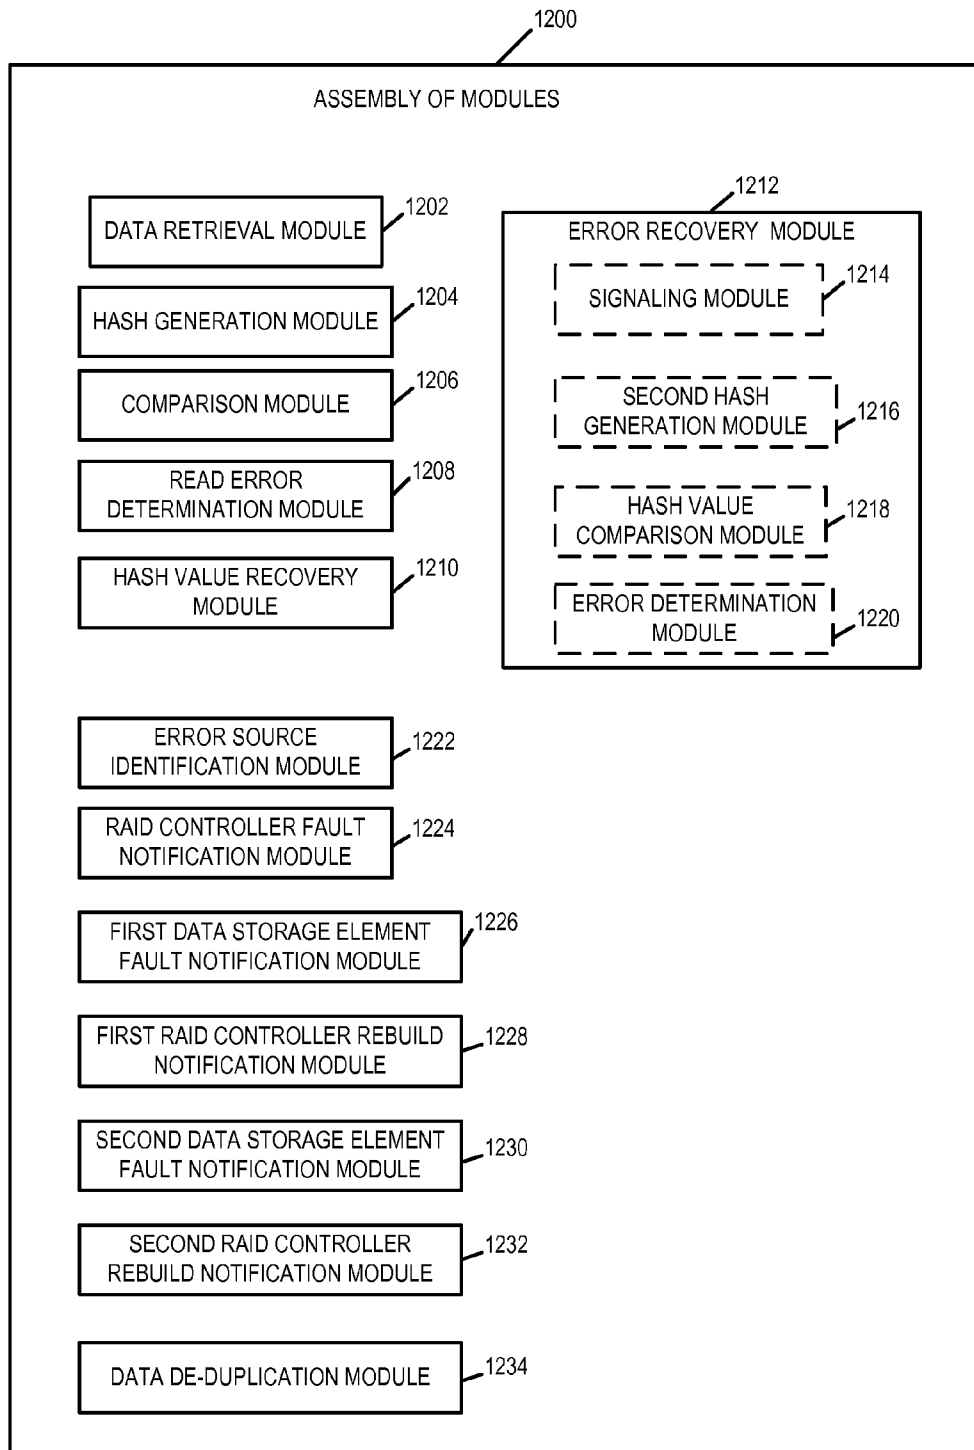 1200
ASSEMBLY OF MODULES
1202
DATA RETRIEVAL MODULE
1204
HASH GENERATION MODULE
1206
COMPARISON MODULE
1208
READ ERROR
DETERMINATION MODULE
1210
HASH VALUE RECOVERY
MODULE
1212
ERROR RECOVERY MODULE
1214
SIGNALING MODULE
SECOND HASH
GENERATION MODULE
1216
HASH VALUE
COMPARISON MODULE
1218
ERROR DETERMINATION
MODULE
1220
ERROR SOURCE
IDENTIFICATION MODULE
1222
RAID CONTROLLER FAULT
NOTIFICATION MODULE
1224
FIRST DATA STORAGE ELEMENT
FAULT NOTIFICATION MODULE
1226
FIRST RAID CONTROLLER REBUILD
NOTIFICATION MODULE
1228
SECOND DATA STORAGE ELEMENT
FAULT NOTIFICATION MODULE
1230
SECOND RAID CONTROLLER
REBUILD NOTIFICATION MODULE
1232
DATA DE-DUPLICATION MODULE
1234